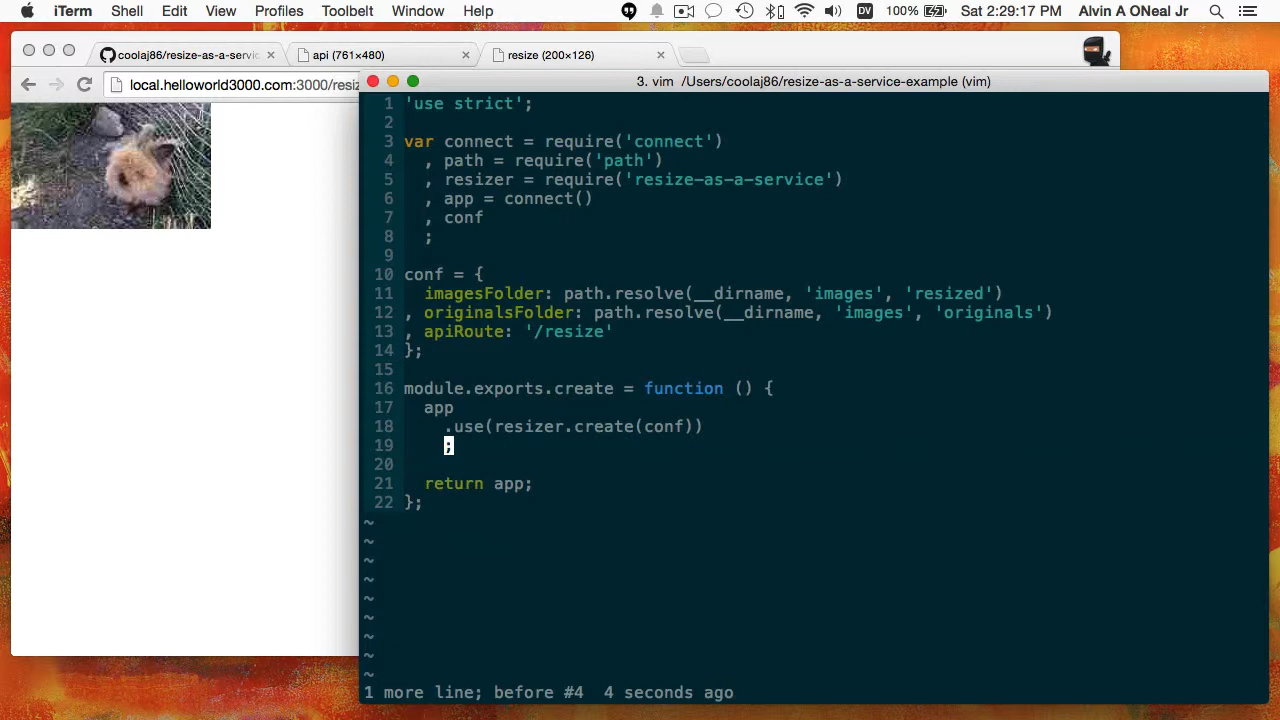 iTerm Shell Edit View Profiles Toolbelt Window Help DV 100% Sat 2:29:17 PM Alvin A ONeal Jr
coolaj86/resize-as-a-servic × api (761×480) × resize (200×126) ×
local.helloworld3000.com:3000/resiz
3. vim /Users/coolaj86/resize-as-a-service-example (vim)
1 'use strict';
2
3 var connect = require('connect')
4   , path = require('path')
5   , resizer = require('resize-as-a-service')
6   , app = connect()
7   , conf
8   ;
9
10 conf = {
11   imagesFolder: path.resolve(__dirname, 'images', 'resized')
12 , originalsFolder: path.resolve(__dirname, 'images', 'originals')
13 , apiRoute: '/resize'
14 };
15
16 module.exports.create = function () {
17   app
18     .use(resizer.create(conf))
19     ;
20
21   return app;
22 };
~
~
~
~
~
~
~
~
~
1 more line; before #4  4 seconds ago